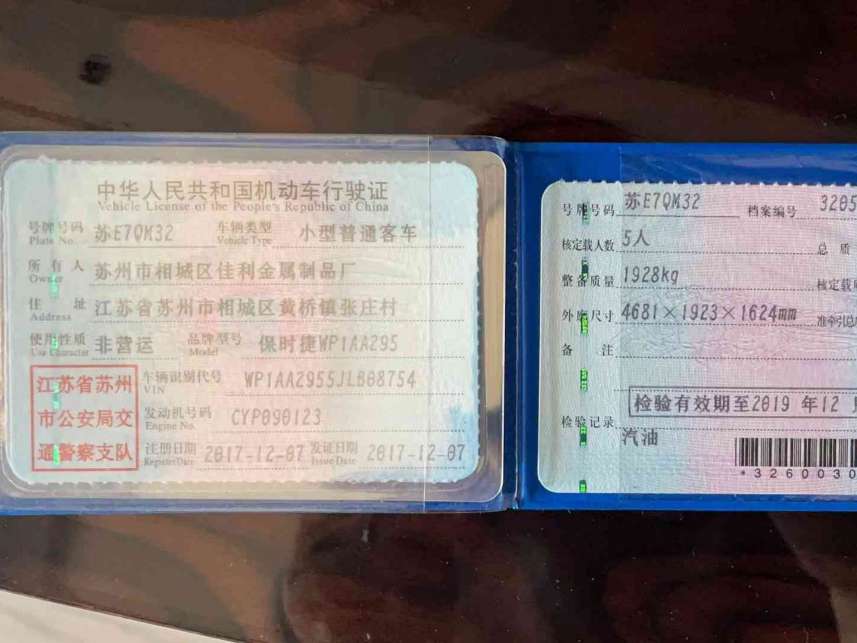 中华人民共和国机动车行驶证
Vehicle License of the People's Republic of China
号牌号码 苏E7QM32 车辆类型 小型普通客车
Plate No. Vehicle Type
所有人 苏州市相城区佳利金属制品厂
Owner
住址 江苏省苏州市相城区黄桥镇张庄村
Address
使用性质 非营运 品牌型号 保时捷WP1AA295
Use Character Model
江苏省苏州
市公安局交
通警察支队
车辆识别代号 WP1AA2955JLB08754
VIN
发动机号码 CYP090123
Engine No.
注册日期 2017-12-07 发证日期 2017-12-07
Register Date Issue Date
号牌号码 苏E7QM32 档案编号 3205
核定载人数 5人 总质
整备质量 1928kg 核定载
外廓尺寸 4681×1923×1624mm 准牵引总
备注
检验有效期至2019年12
检验记录
汽油
*3260030